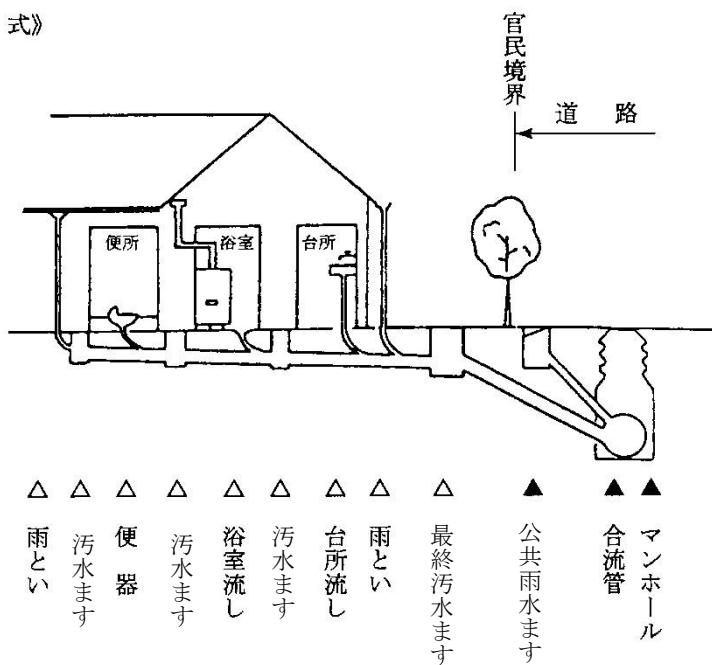 式》
官民境界
道路
便所
浴室
台所
△ △ △ △ △ △ △ △ △ ▲ ▲ ▲
雨とい
汚水ます
便器
汚水ます
浴室流し
汚水ます
台所流し
雨とい
最終汚水ます
公共雨水ます
合流管
マンホール